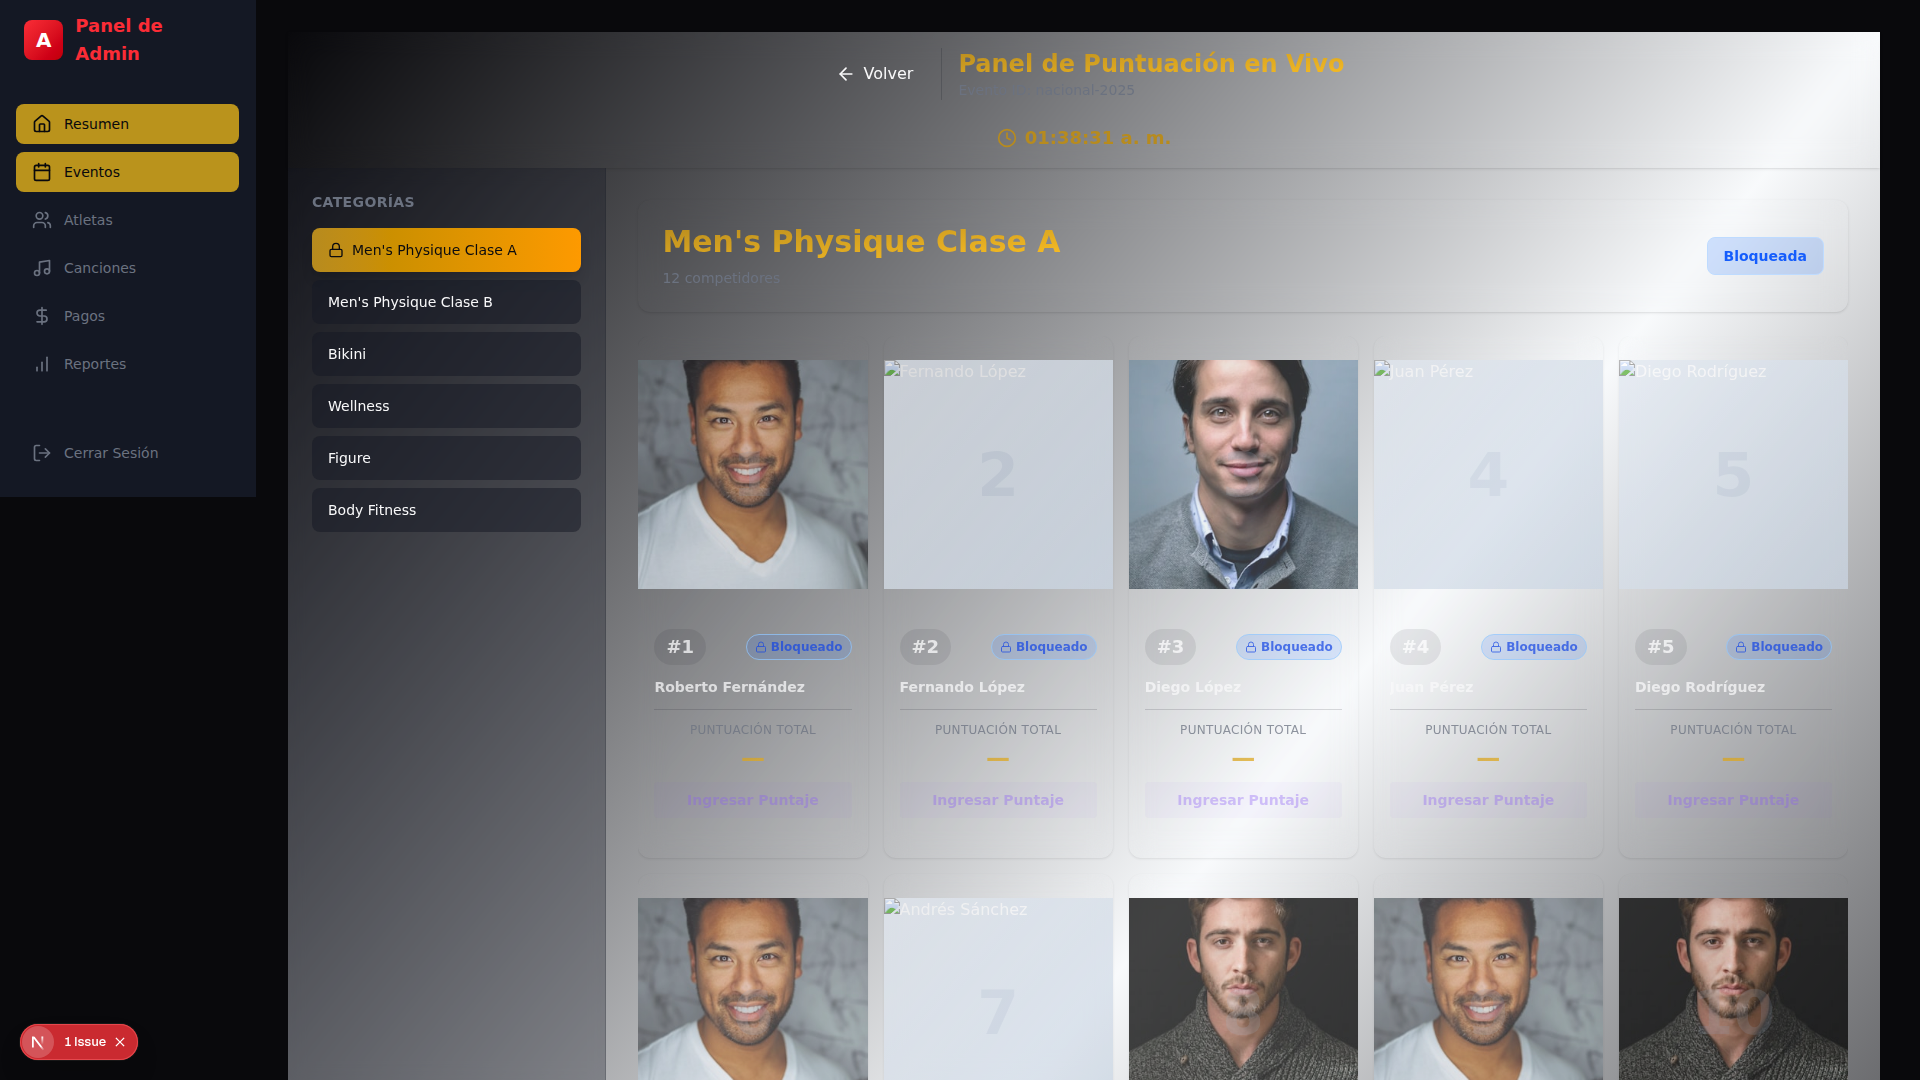 A
Panel de
Admin
Resumen
Eventos
Atletas
Canciones
Pagos
Reportes
Cerrar Sesión
1 Issue
Volver
Panel de Puntuación en Vivo
nacional-2025
01:38:31 a. m.
CATEGORÍAS
Men's Physique Clase A
Men's Physique Clase B
Bikini
Wellness
Figure
Body Fitness
Men's Physique Clase A
12 competidores
Bloqueada
Fernando López
2
Juan Pérez
4
Diego Rodríguez
5
#1 Bloqueado
Roberto Fernández
PUNTUACIÓN TOTAL
—
Ingresar Puntaje
#2 Bloqueado
Fernando López
PUNTUACIÓN TOTAL
—
Ingresar Puntaje
#3 Bloqueado
Diego López
PUNTUACIÓN TOTAL
—
Ingresar Puntaje
#4 Bloqueado
Juan Pérez
PUNTUACIÓN TOTAL
—
Ingresar Puntaje
#5 Bloqueado
Diego Rodríguez
PUNTUACIÓN TOTAL
—
Ingresar Puntaje
Andrés Sánchez
7